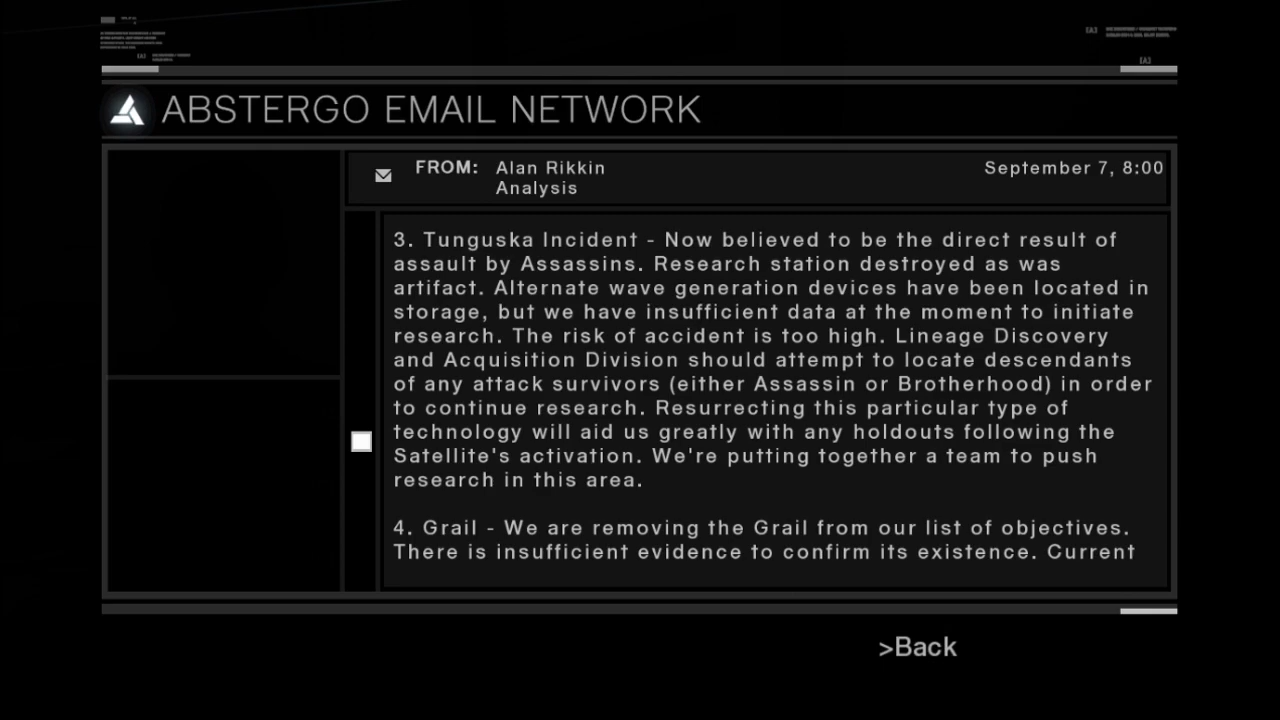 ABSTERGO EMAIL NETWORK
FROM: Alan Rikkin September 7, 8:00
Analysis
3. Tunguska Incident - Now believed to be the direct result of
assault by Assassins. Research station destroyed as was
artifact. Alternate wave generation devices have been located in
storage, but we have insufficient data at the moment to initiate
research. The risk of accident is too high. Lineage Discovery
and Acquisition Division should attempt to locate descendants
of any attack survivors (either Assassin or Brotherhood) in order
to continue research. Resurrecting this particular type of
technology will aid us greatly with any holdouts following the
Satellite's activation. We're putting together a team to push
research in this area.
4. Grail - We are removing the Grail from our list of objectives.
There is insufficient evidence to confirm its existence. Current
>Back